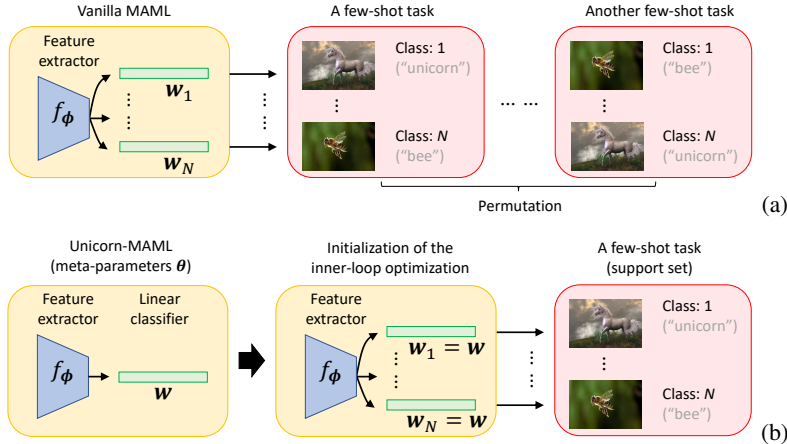 Vanilla MAML
A few-shot task
Another few-shot task
Feature
extractor
f_ϕ
w_1
⋮ ⋮
w_N
⋮
Class: 1
(“unicorn”)
⋮
Class: N
(“bee”)
... ...
Class: 1
(“bee”)
⋮
Class: N
(“unicorn”)
Permutation
(a)
Unicorn-MAML
(meta-parameters θ)
Initialization of the
inner-loop optimization
A few-shot task
(support set)
Feature
extractor
Linear
classifier
f_ϕ
w
Feature
extractor
f_ϕ
w_1 = w
⋮ ⋮
w_N = w
⋮
Class: 1
(“unicorn”)
⋮
Class: N
(“bee”)
(b)